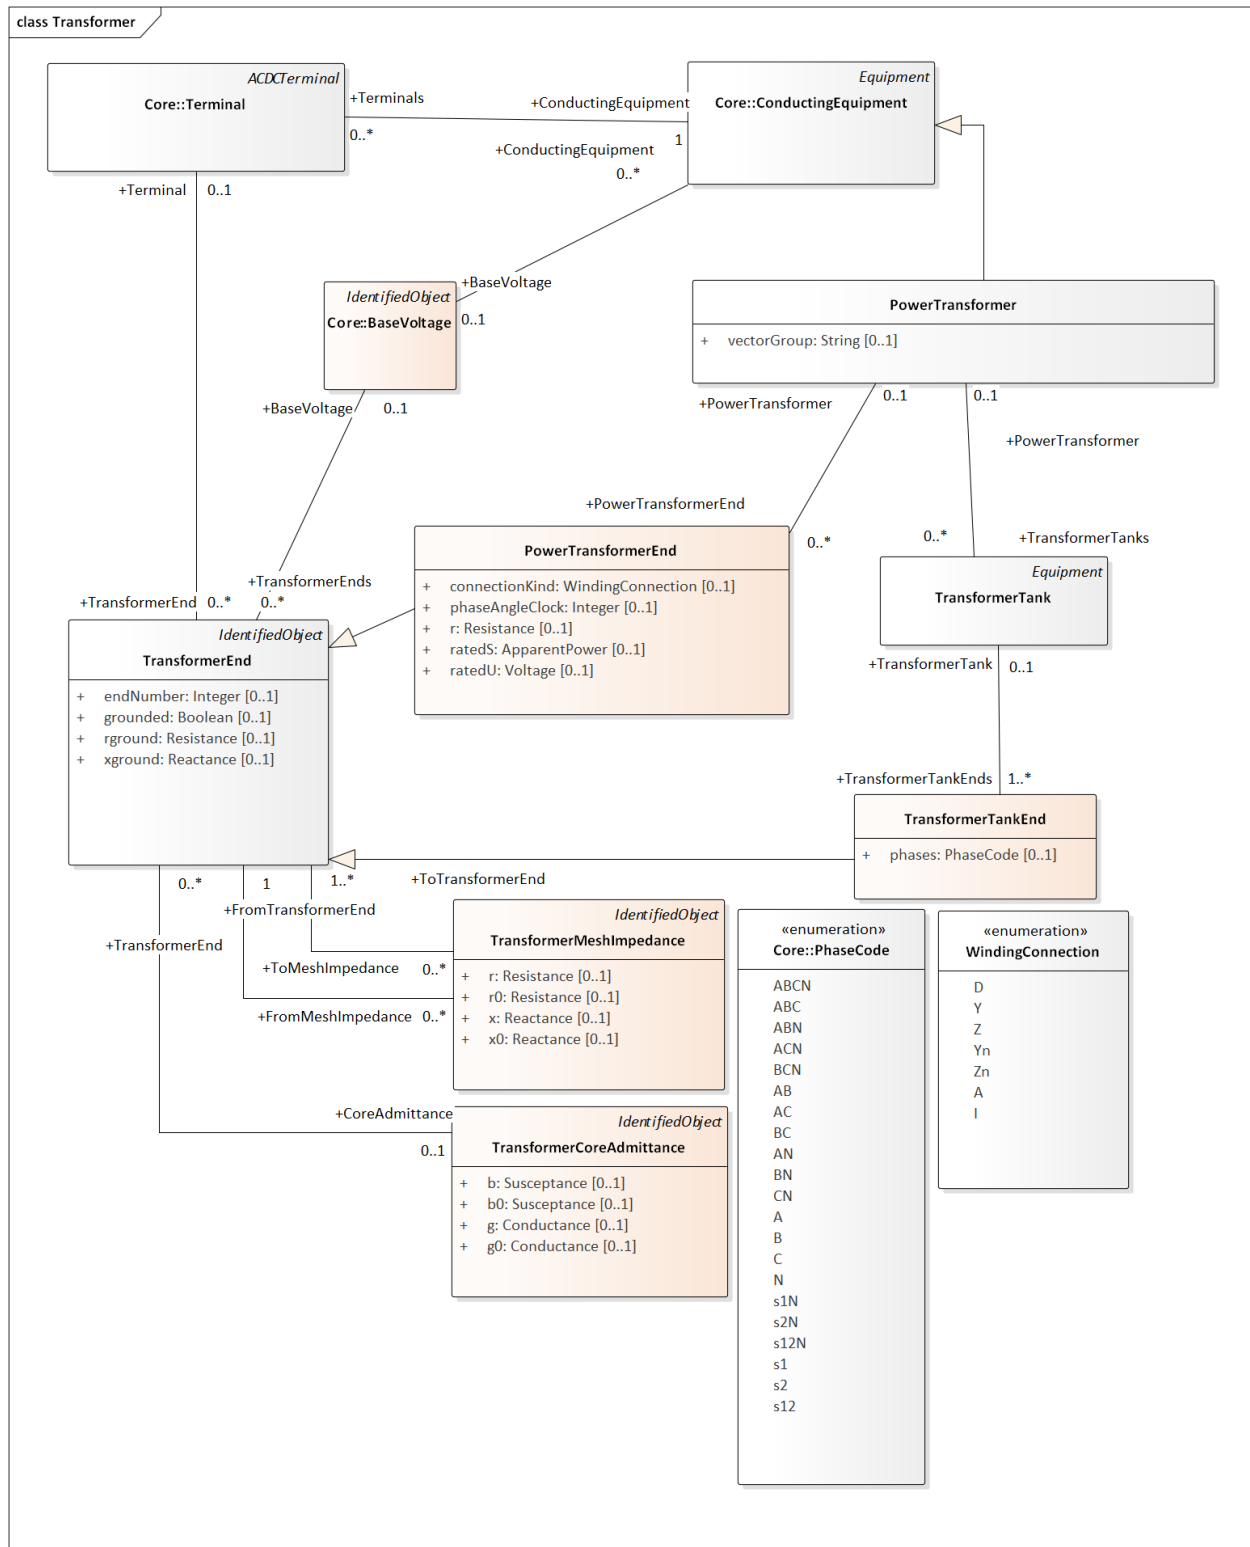 class Transformer
ACDCTerminal
Core::Terminal
+Terminals
0..*
+ConductingEquipment
1
Equipment
Core::ConductingEquipment
+ConductingEquipment
0..*
+Terminal
0..1
+BaseVoltage
0..1
IdentifiedObject
Core::BaseVoltage
+BaseVoltage
0..1
PowerTransformer
+ vectorGroup: String [0..1]
+PowerTransformer
0..1
0..1
+PowerTransformer
+PowerTransformerEnd
0..*
0..*
+TransformerTanks
PowerTransformerEnd
+ connectionKind: WindingConnection [0..1]
+ phaseAngleClock: Integer [0..1]
+ r: Resistance [0..1]
+ ratedS: ApparentPower [0..1]
+ ratedU: Voltage [0..1]
Equipment
TransformerTank
+TransformerTank
0..1
+TransformerEnds
0..*
+TransformerEnd
0..*
IdentifiedObject
TransformerEnd
+ endNumber: Integer [0..1]
+ grounded: Boolean [0..1]
+ rground: Resistance [0..1]
+ xground: Reactance [0..1]
+TransformerTankEnds
1..*
TransformerTankEnd
+ phases: PhaseCode [0..1]
0..*
1
1..*
+ToTransformerEnd
+FromTransformerEnd
+TransformerEnd
+ToMeshImpedance
0..*
+FromMeshImpedance
0..*
IdentifiedObject
TransformerMeshImpedance
+ r: Resistance [0..1]
+ r0: Resistance [0..1]
+ x: Reactance [0..1]
+ x0: Reactance [0..1]
+CoreAdmittance
0..1
IdentifiedObject
TransformerCoreAdmittance
+ b: Susceptance [0..1]
+ b0: Susceptance [0..1]
+ g: Conductance [0..1]
+ g0: Conductance [0..1]
«enumeration»
Core::PhaseCode
ABCN
ABC
ABN
ACN
BCN
AB
AC
BC
AN
BN
CN
A
B
C
N
s1N
s2N
s12N
s1
s2
s12
«enumeration»
WindingConnection
D
Y
Z
Yn
Zn
A
I